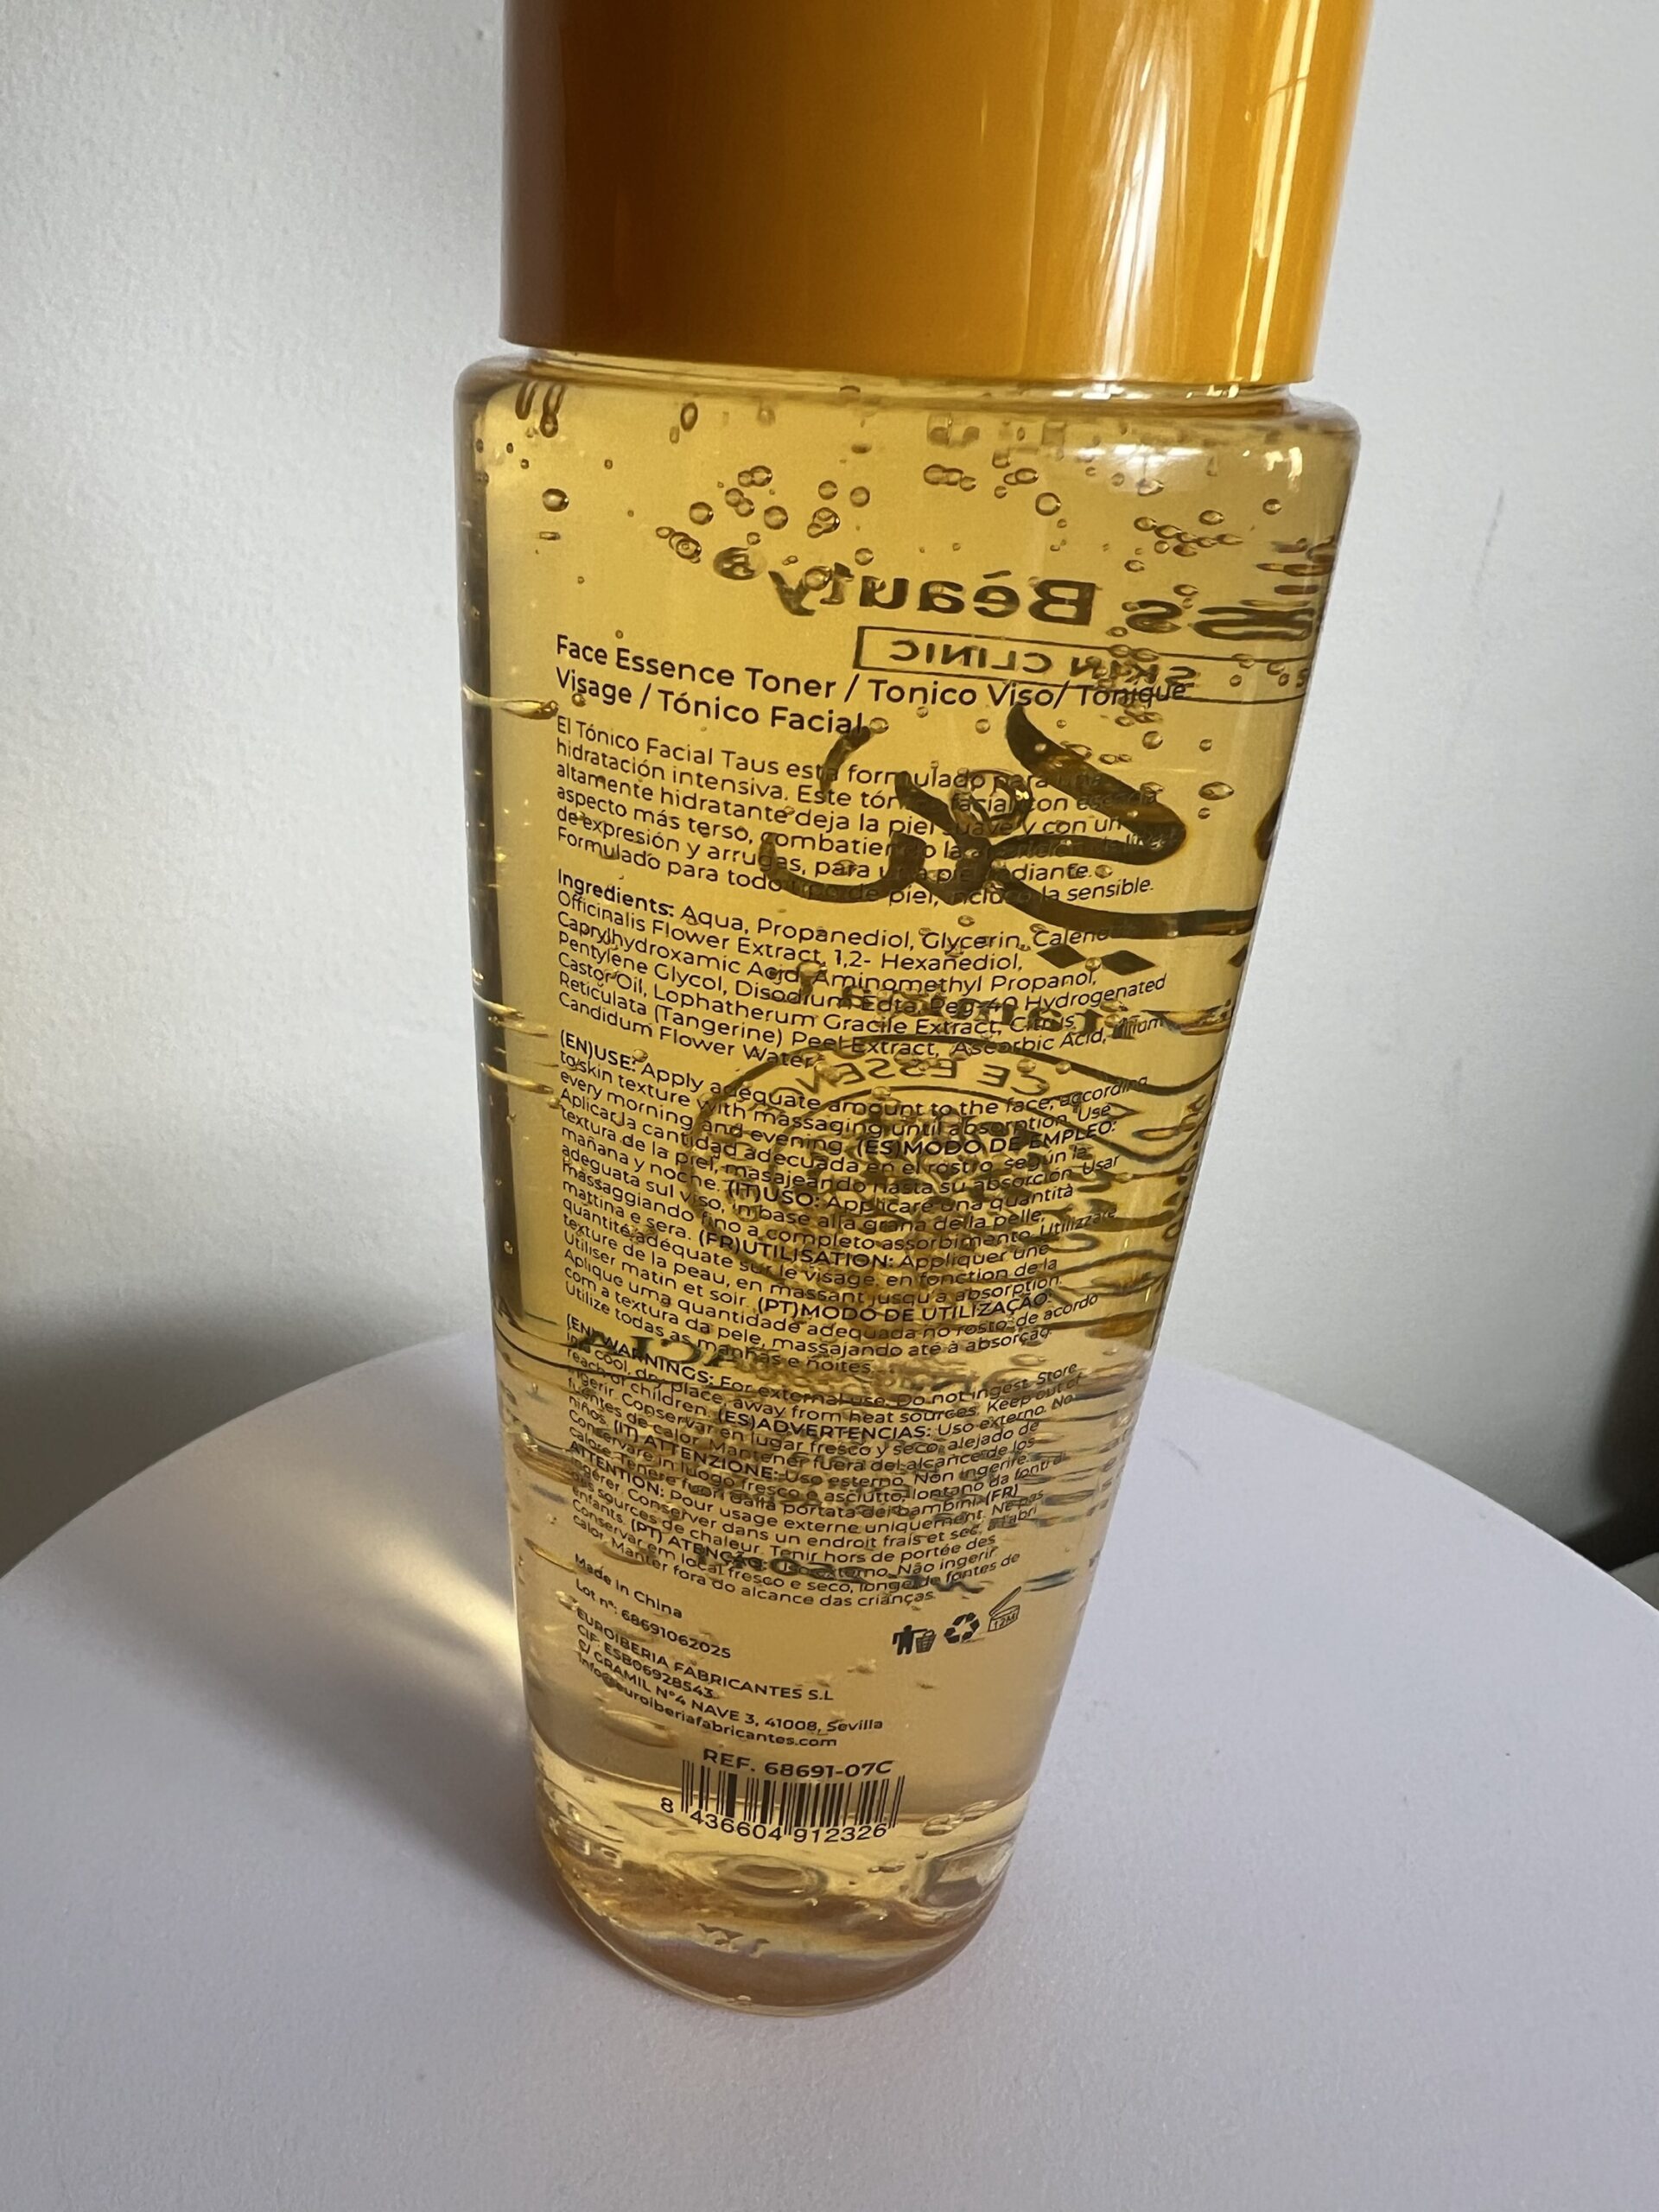 Béauty
SKIN CLINIC
Face Essence Toner / Tonico Viso/ Tonique
Visage / Tónico Facial
El Tónico Facial Taus está formulado para una
hidratación intensiva. Este tónico facial con esencia
altamente hidratante deja la piel suave y con un
aspecto más terso, combatiendo la aparición de líneas
de expresión y arrugas, para una piel radiante.
Formulado para todo tipo de piel, incluso la sensible.
Ingredients: Aqua, Propanediol, Glycerin, Calendula
Officinalis Flower Extract, 1,2- Hexanediol,
Caprylhydroxamic Acid, Aminomethyl Propanol,
Pentylene Glycol, Disodium Edta, Peg-40 Hydrogenated
Castor Oil, Lophatherum Gracile Extract, Citrus
Reticulata (Tangerine) Peel Extract, Ascorbic Acid, Lilium
Candidum Flower Water
(EN)USE: Apply adequate amount to the face, according
to skin texture with massaging until absorption. Use
every morning and evening. (ES)MODO DE EMPLEO:
Aplicar la cantidad adecuada en el rostro, según la
textura de la piel, masajeando hasta su absorción. Usar
mañana y noche. (IT)USO: Applicare una quantità
adeguata sul viso, in base alla grana della pelle,
massaggiando fino a completo assorbimento. Utilizzare
mattina e sera. (FR)UTILISATION: Appliquer une
quantité adéquate sur le visage, en fonction de la
texture de la peau, en massant jusqu'à absorption.
Utiliser matin et soir. (PT)MODO DE UTILIZAÇÃO:
Aplique uma quantidade adequada no rosto, de acordo
com a textura da pele, massajando até à absorção.
Utilize todas as manhãs e noites.
(EN) WARNINGS: For external use. Do not ingest. Store
in a cool, dry place, away from heat sources. Keep out of
reach of children. (ES)ADVERTENCIAS: Uso externo. No
ingerir. Conservar en lugar fresco y seco, alejado de
fuentes de calor. Mantener fuera del alcance de los
niños. (IT) ATTENZIONE: Uso esterno. Non ingerire.
Conservare in luogo fresco e asciutto, lontano da fonti di
calore. Tenere fuori dalla portata dei bambini. (FR)
ATTENTION: Pour usage externe uniquement. Ne pas
ingérer. Conserver dans un endroit frais et sec, à l'abri
des sources de chaleur. Tenir hors de portée des
enfants. (PT) ATENÇÃO: Uso externo. Não ingerir.
Conservar em local fresco e seco, longe de fontes de
calor. Manter fora do alcance das crianças.
Made in China
Lot nº: 68691062025
12M
EUROIBERIA FABRICANTES S.L
CIF: ESB06928543
C/ GRAMIL Nº4 NAVE 3, 41008, Sevilla
info@euroiberiafabricantes.com
REF. 68691-07C
8 436604 912326